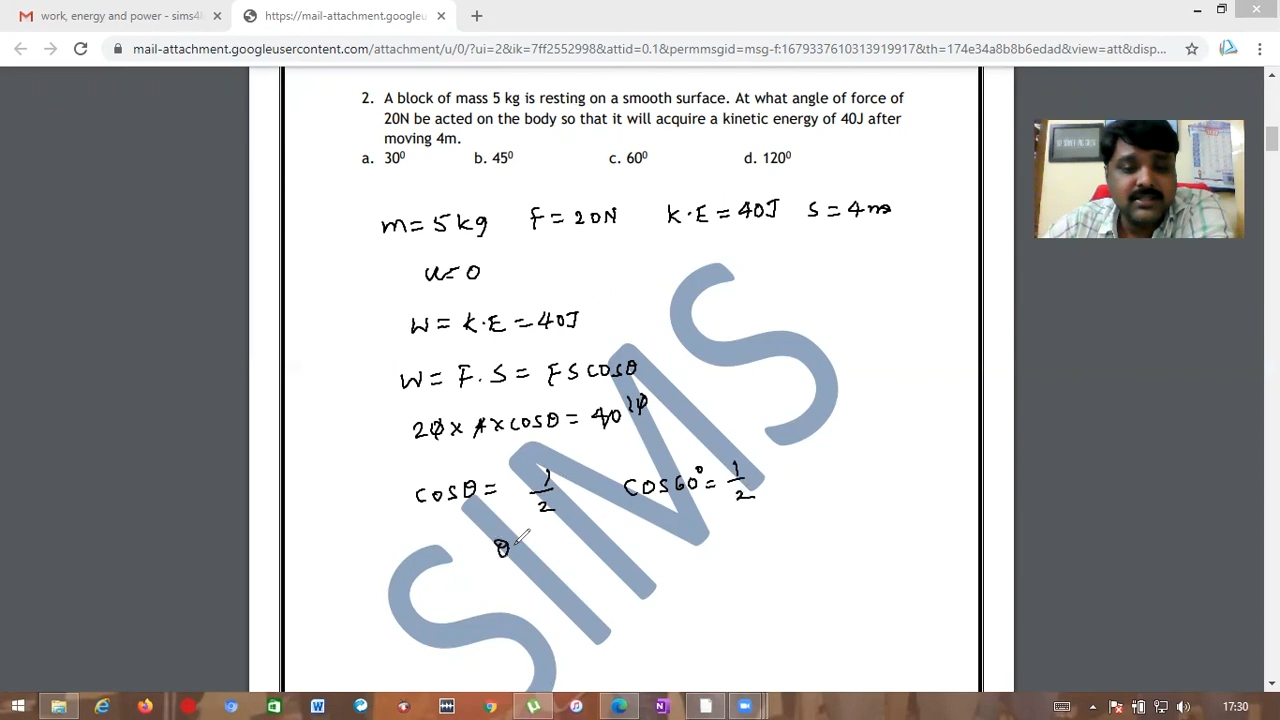 work, energy and power - sims4
https://mail-attachment.googleu
mail-attachment.googleusercontent.com/attachment/u/0/?ui=2&ik=7ff2552998&attid=0.1&permmsgid=msg-f:1679337610313919917&th=174e34a8b8b6edad&view=att&disp...
2. A block of mass 5 kg is resting on a smooth surface. At what angle of force of
20N be acted on the body so that it will acquire a kinetic energy of 40J after
moving 4m.
a. 30⁰ b. 45⁰ c. 60⁰ d. 120⁰
m = 5 kg F = 20N K.E = 40J S = 4m
u = 0
W = K.E = 40J
W = F.S = FS cosθ
20 x 4 x cosθ = 40 10
cosθ = 1/2 cos60° = 1/2
θ
SIMS
17:30